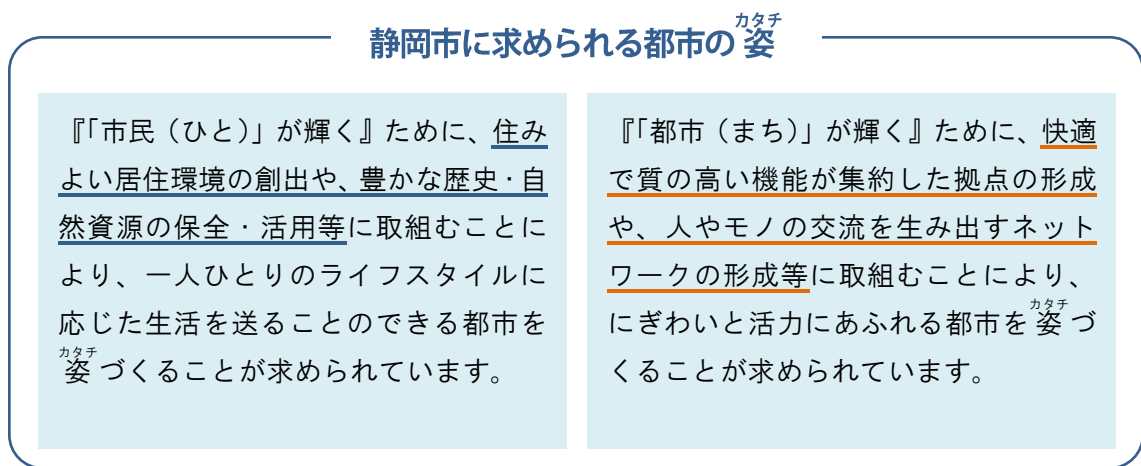 静岡市に求められる都市の姿
カタチ
『「市民（ひと）」が輝く』ために、住み
よい居住環境の創出や、豊かな歴史・自
然資源の保全・活用等に取組むことに
より、一人ひとりのライフスタイルに
応じた生活を送ることのできる都市を
カタチ
姿づくることが求められています。
『「都市（まち）」が輝く』ために、快適
で質の高い機能が集約した拠点の形成
や、人やモノの交流を生み出すネット
ワークの形成等に取組むことにより、
カタチ
にぎわいと活力にあふれる都市を姿づ
くることが求められています。